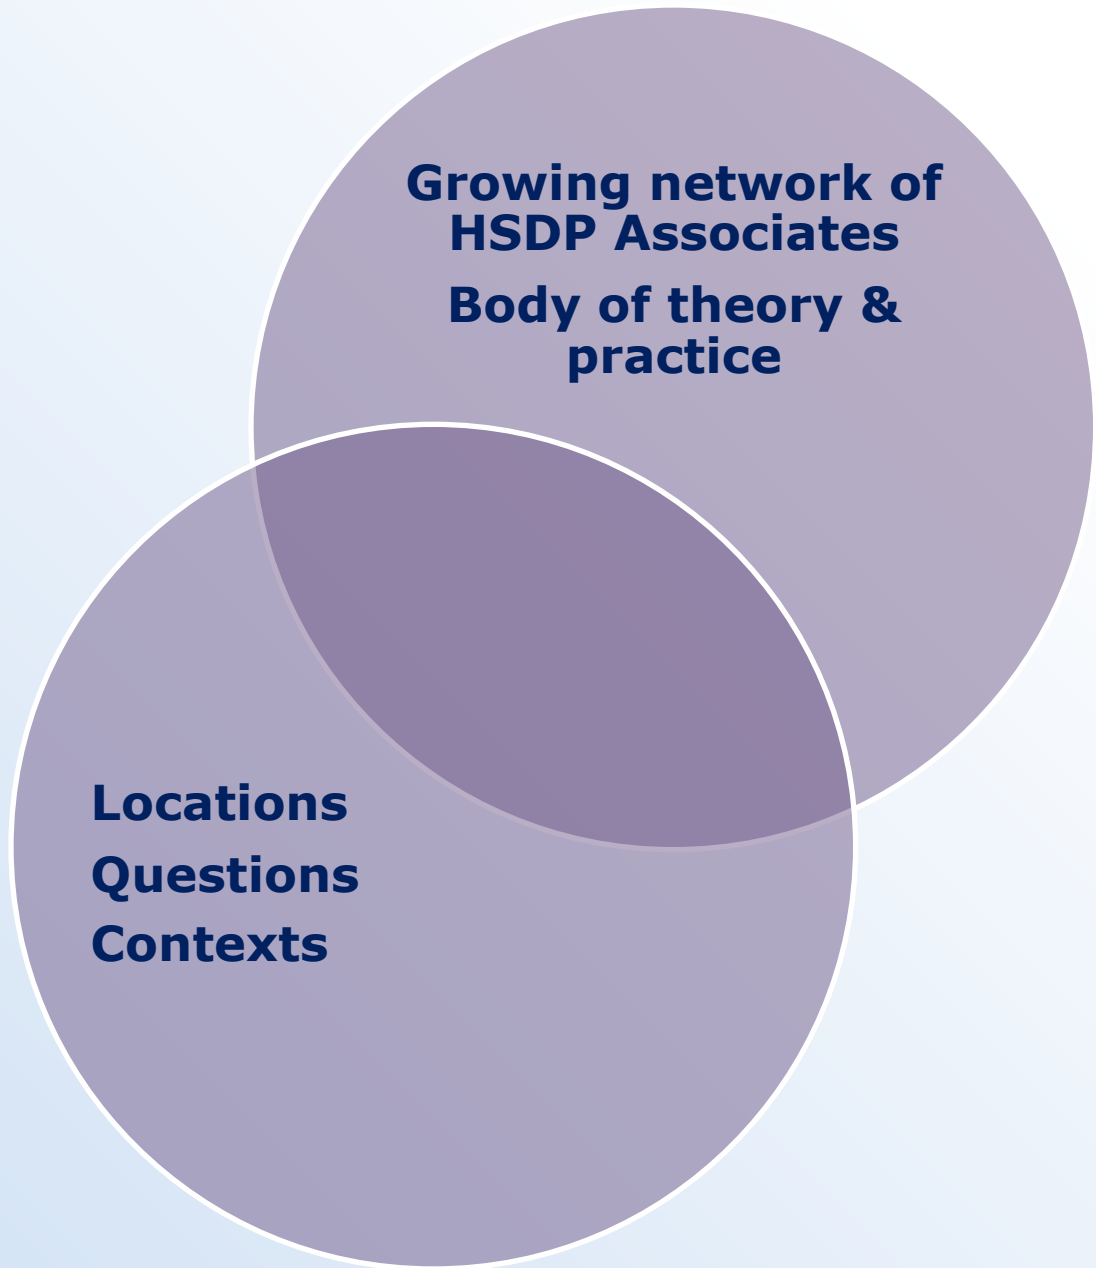 Growing network of
HSDP Associates
Body of theory &
practice
Locations
Questions
Contexts